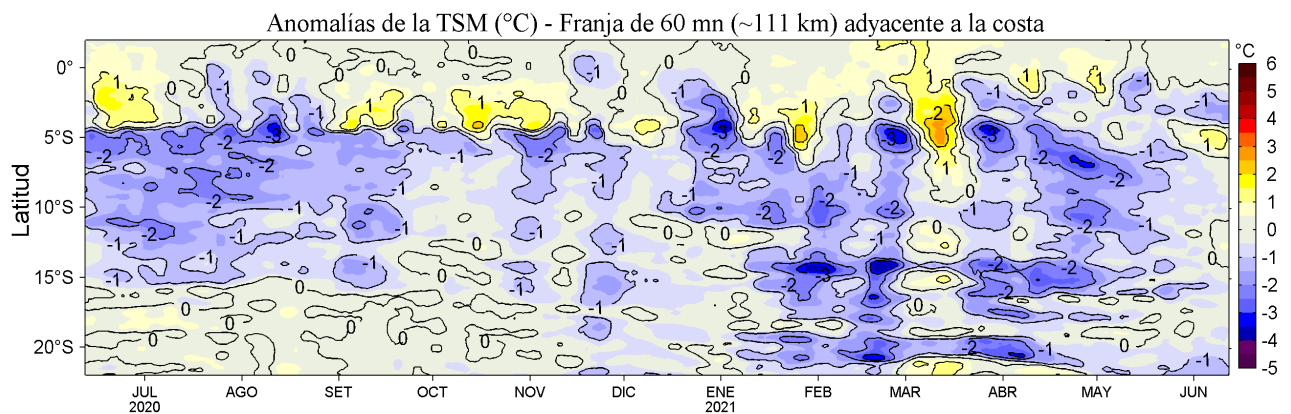 Anomalías de la TSM (°C) - Franja de 60 mn (~111 km) adyacente a la costa
°C
Latitud
0°
5°S
10°S
15°S
20°S
JUL AGO SET OCT NOV DIC ENE FEB MAR ABR MAY JUN
2020 2021
6
5
4
3
2
1
0
-1
-2
-3
-4
-5